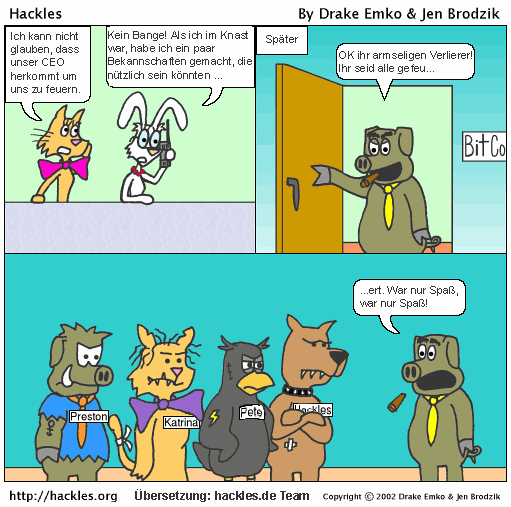 Hackles
By Drake Emko & Jen Brodzik
Ich kann nicht
glauben, dass
unser CEO
herkommt um
uns zu feuern.
Kein Bange! Als ich im Knast
war, habe ich ein paar
Bekannschaften gemacht, die
nützlich sein könnten ...
Später
OK ihr armseligen Verlierer!
Ihr seid alle gefeu...
BitCo
...ert. War nur Spaß,
war nur Spaß!
Preston
Katrina
Pete
Hackles
http://hackles.org
Übersetzung: hackles.de Team
Copyright © 2002 Drake Emko & Jen Brodzik